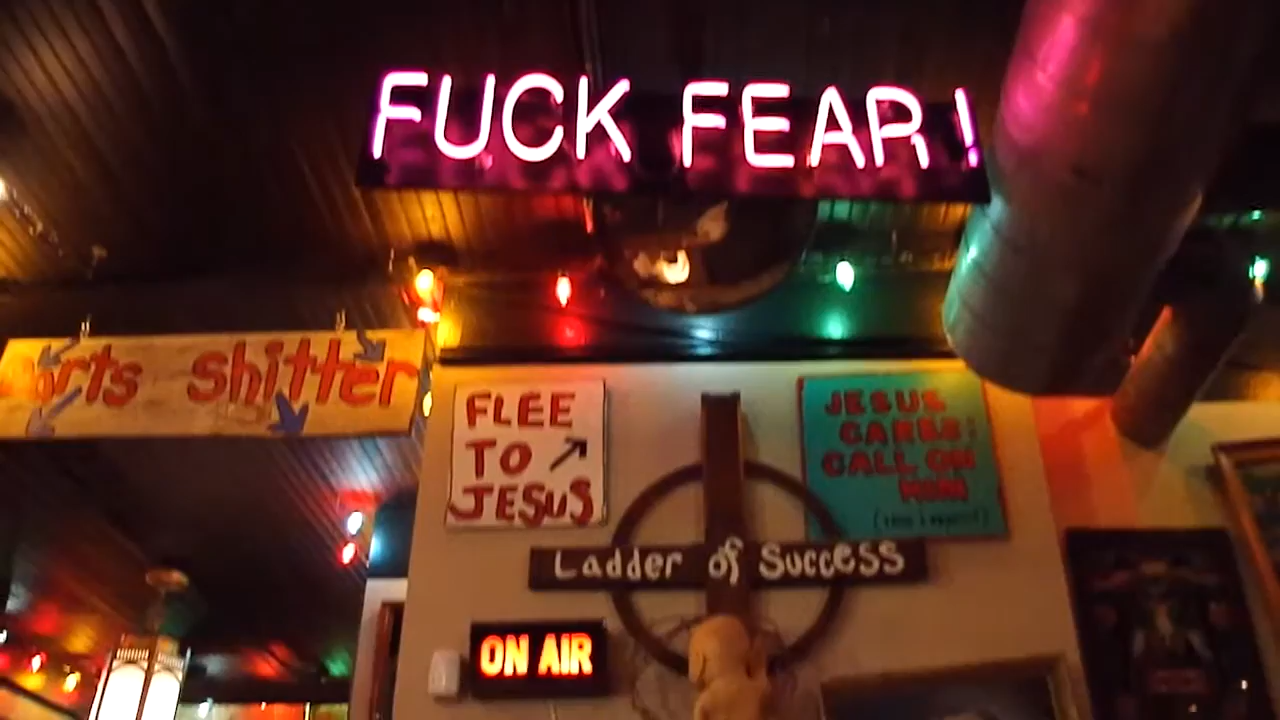 FUCK FEAR!
shitter
FLEE
TO
JESUS
JESUS
CARES:
CALL ON
HIM
Ladder of Success
ON AIR